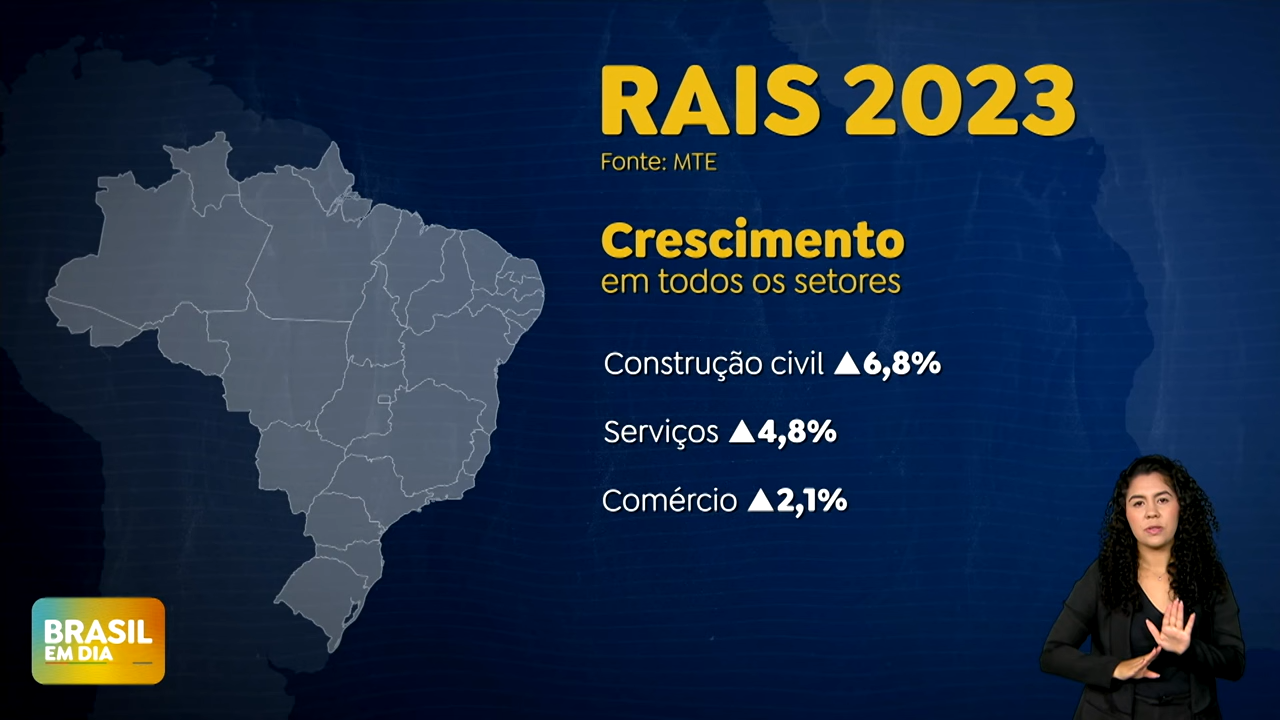 RAIS 2023
Fonte: MTE
Crescimento
em todos os setores
Construção civil ▲6,8%
Serviços ▲4,8%
Comércio ▲2,1%
BRASIL
EM DIA